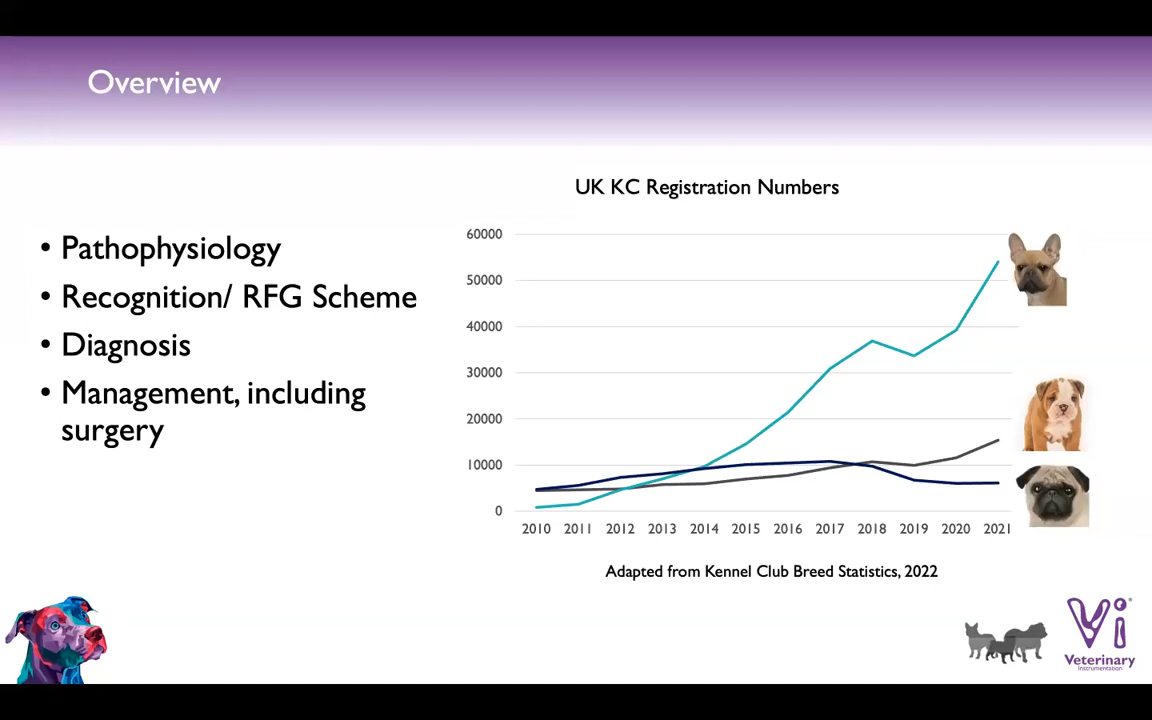 Overview
UK KC Registration Numbers
• Pathophysiology
• Recognition/ RFG Scheme
• Diagnosis
• Management, including
surgery
60000
50000
40000
30000
20000
10000
0
2010 2011 2012 2013 2014 2015 2016 2017 2018 2019 2020 2021
Adapted from Kennel Club Breed Statistics, 2022
Vi®
Veterinary
Instrumentation